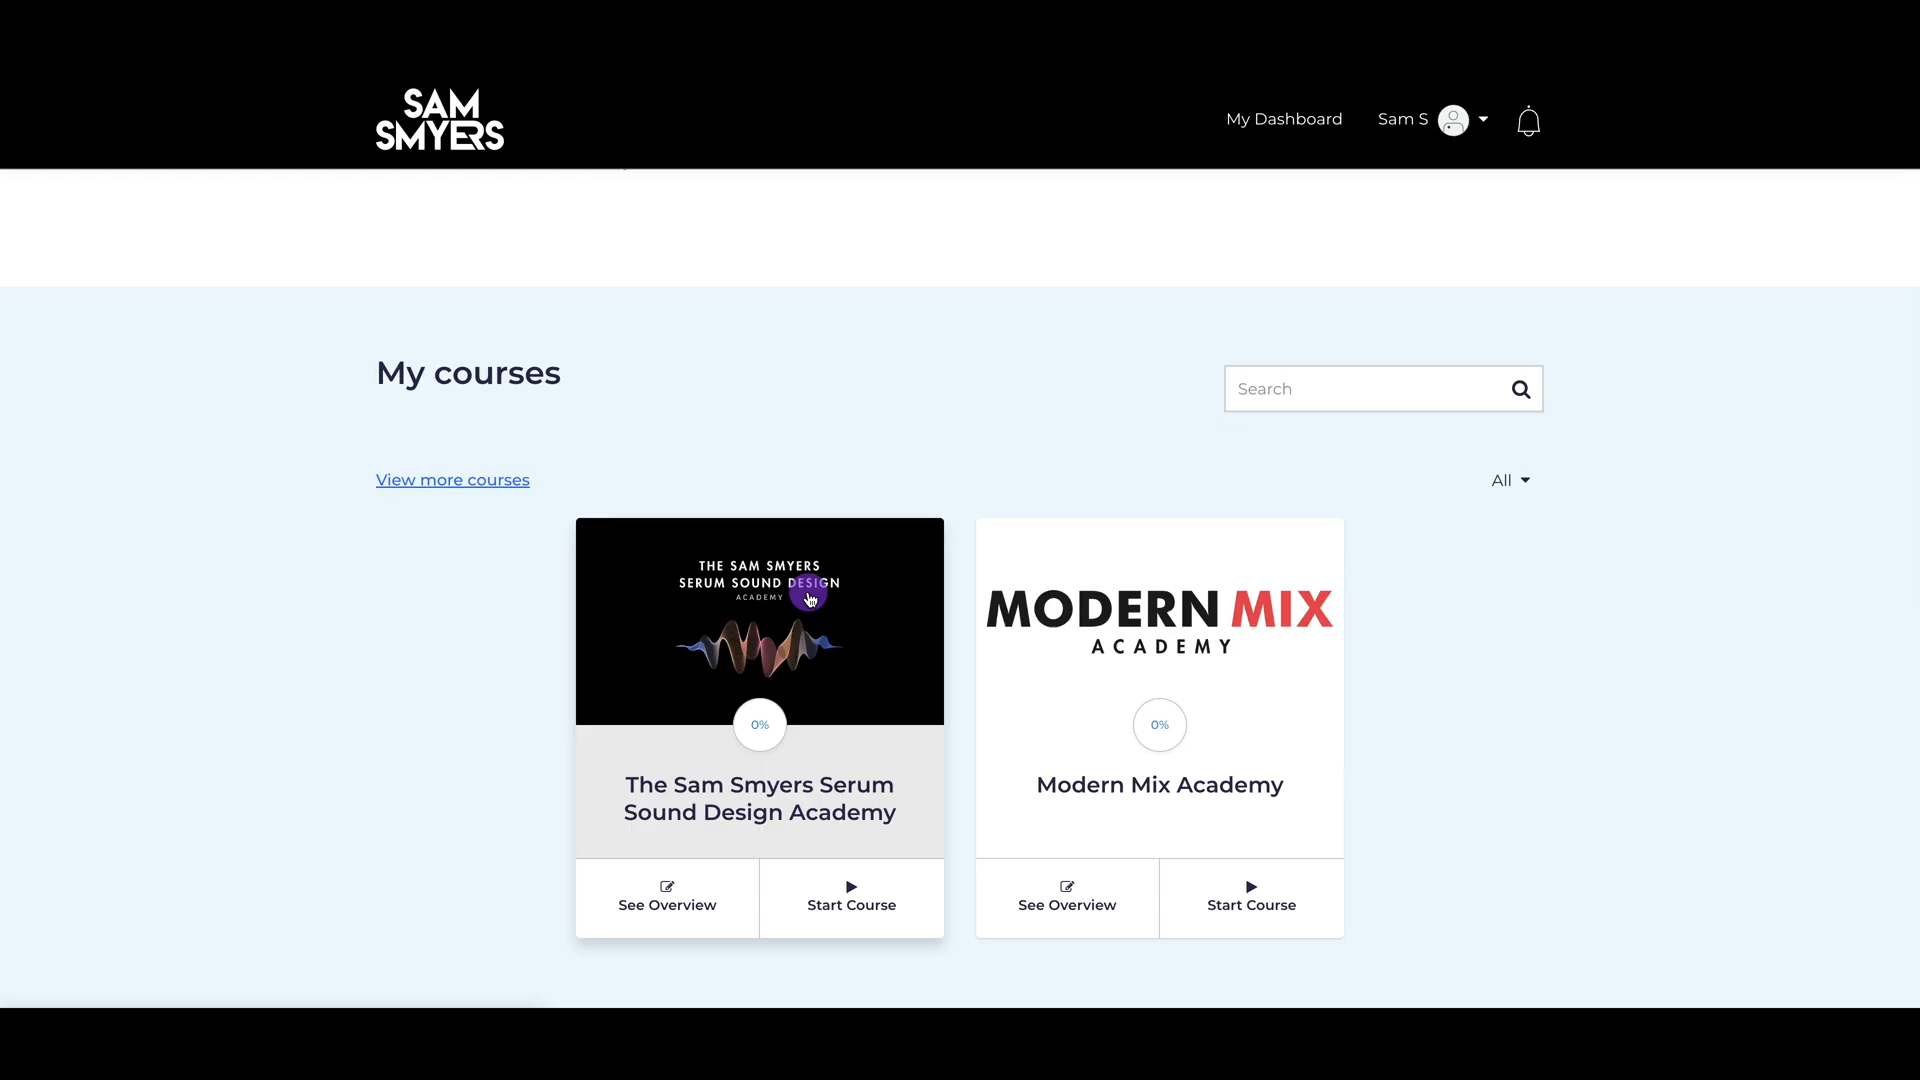 SAM
SMYERS
My Dashboard
Sam S
My courses
Search
View more courses
All
THE SAM SMYERS
SERUM SOUND DESIGN
ACADEMY
0%
The Sam Smyers Serum
Sound Design Academy
See Overview
Start Course
MODERN MIX
ACADEMY
0%
Modern Mix Academy
See Overview
Start Course